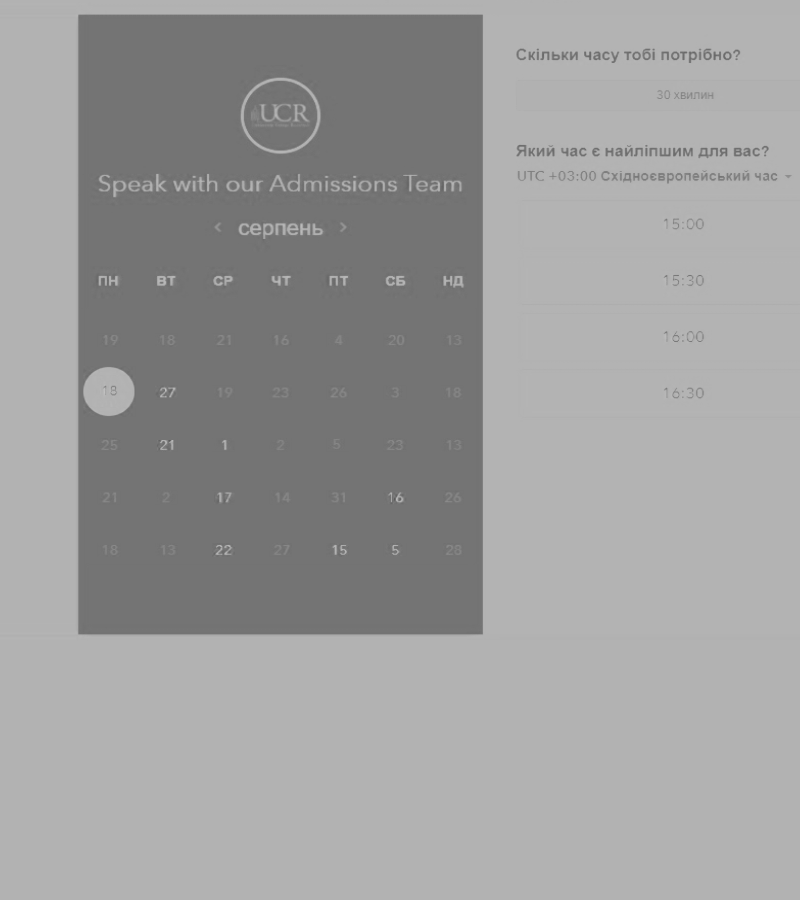 UCR
Speak with our Admissions Team
серпень
ПН ВТ СР ЧТ ПТ СБ НД
19 18 21 16 4 20 13
18 27 19 23 26 3 18
25 21 1 2 5 23 13
21 2 17 14 31 16 26
18 13 22 27 15 5 28
Скільки часу тобі потрібно?
30 хвилин
Який час є найліпшим для вас?
UTC +03:00 Східноєвропейський час
15:00
15:30
16:00
16:30